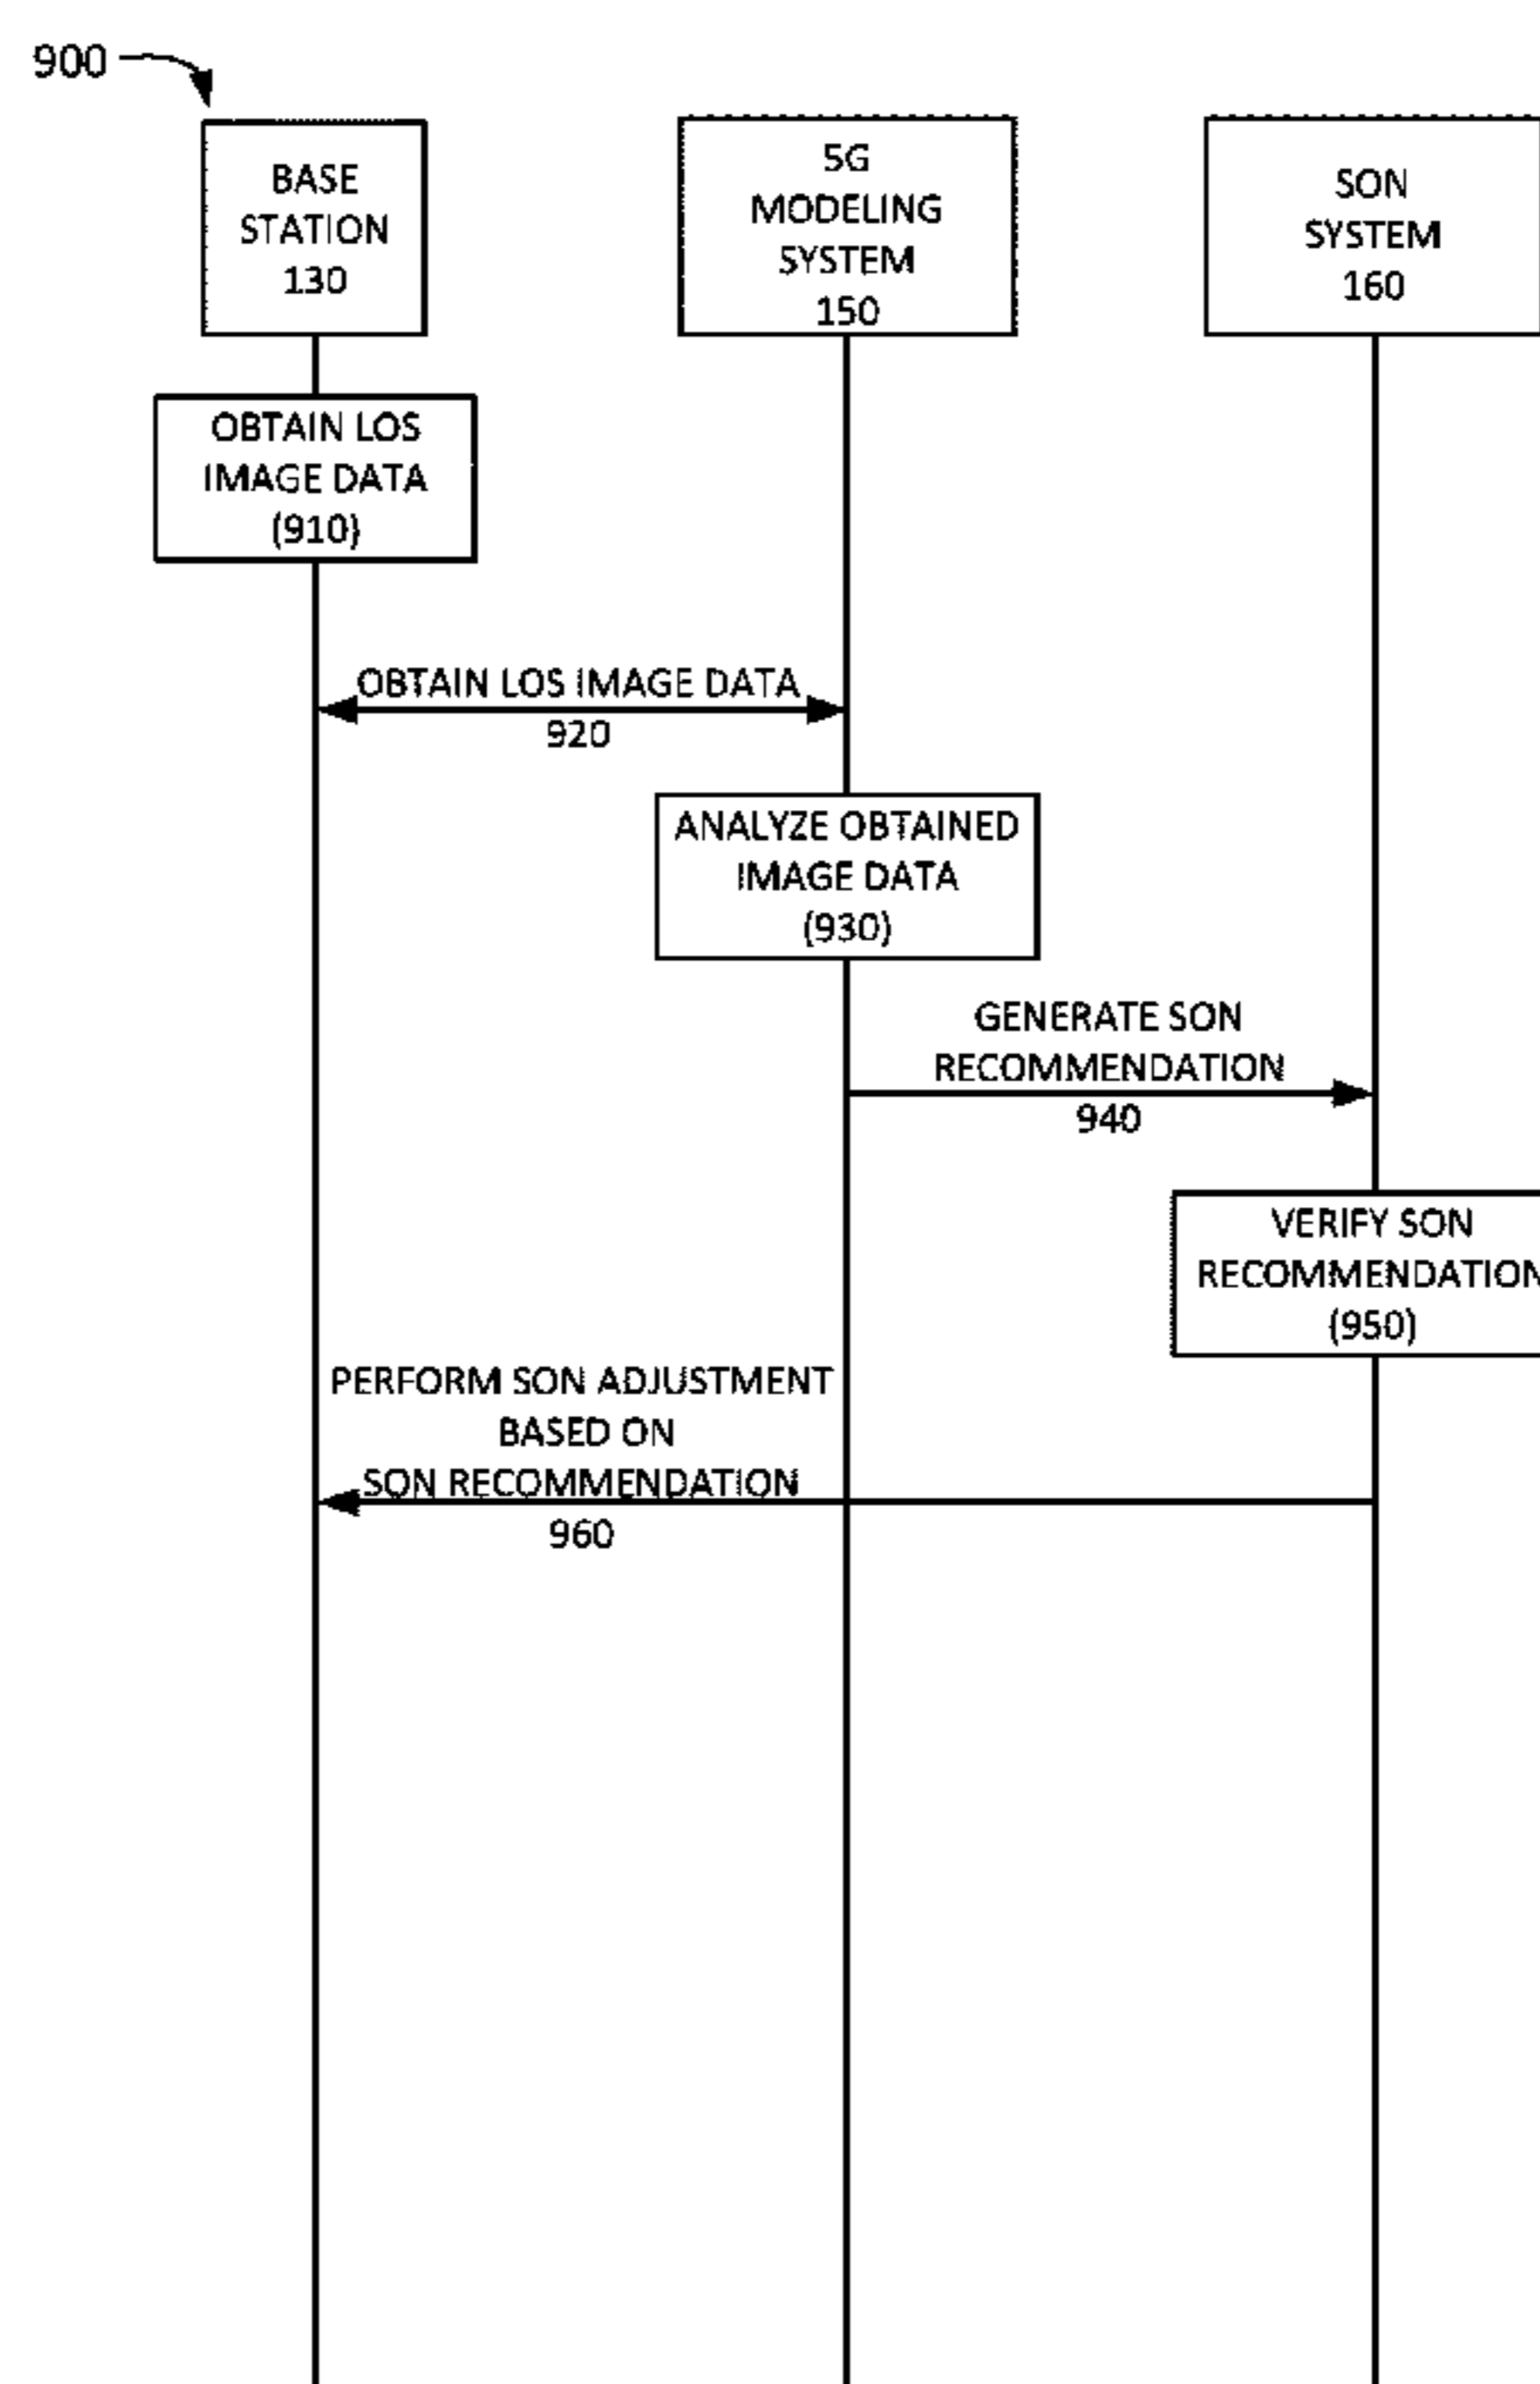 900
BASE
STATION
130
5G
MODELING
SYSTEM
150
SON
SYSTEM
160
OBTAIN LOS
IMAGE DATA
(910)
OBTAIN LOS IMAGE DATA
920
ANALYZE OBTAINED
IMAGE DATA
(930)
GENERATE SON
RECOMMENDATION
940
VERIFY SON
RECOMMENDATION
(950)
PERFORM SON ADJUSTMENT
BASED ON
SON RECOMMENDATION
960